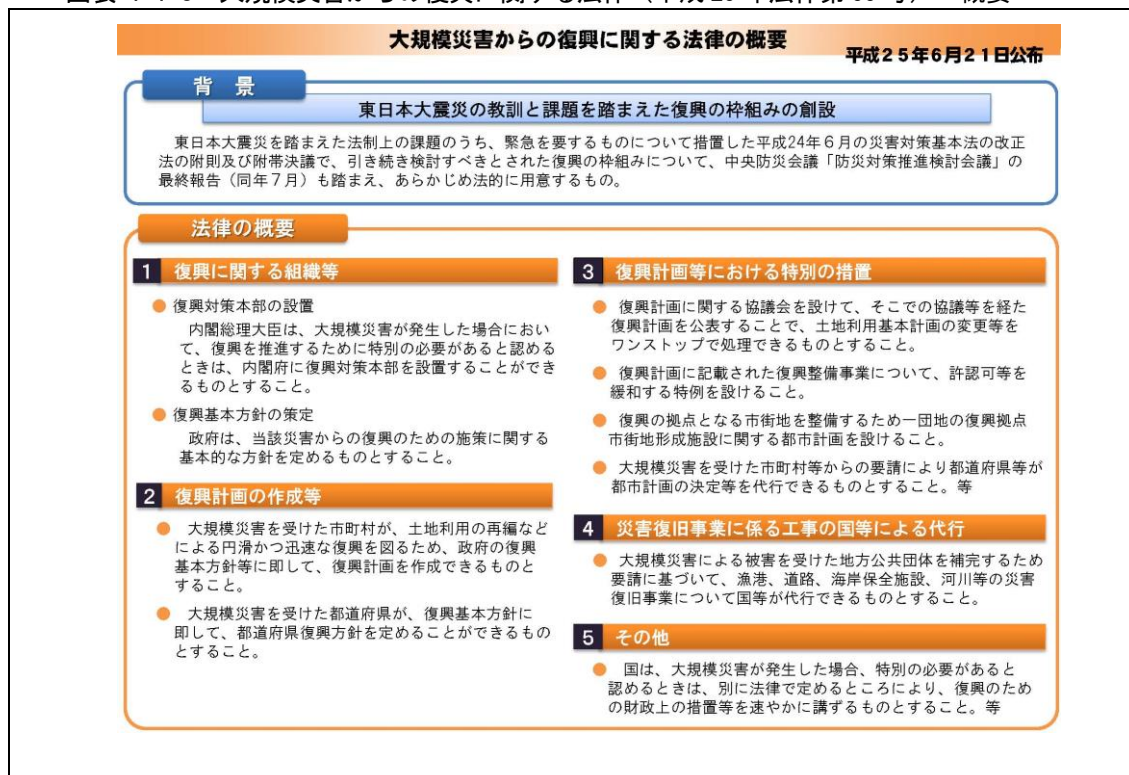 大規模災害からの復興に関する法律の概要
平成25年6月21日公布
背 景
東日本大震災の教訓と課題を踏まえた復興の枠組みの創設
東日本大震災を踏まえた法制上の課題のうち、緊急を要するものについて措置した平成24年6月の災害対策基本法の改正
法の附則及び附帯決議で、引き続き検討すべきとされた復興の枠組みについて、中央防災会議「防災対策推進検討会議」の
最終報告（同年7月）も踏まえ、あらかじめ法的に用意するもの。
法律の概要
1 復興に関する組織等
● 復興対策本部の設置
内閣総理大臣は、大規模災害が発生した場合におい
て、復興を推進するために特別の必要があると認める
ときは、内閣府に復興対策本部を設置することができ
るものとすること。
● 復興基本方針の策定
政府は、当該災害からの復興のための施策に関する
基本的な方針を定めるものとすること。
2 復興計画の作成等
● 大規模災害を受けた市町村が、土地利用の再編など
による円滑かつ迅速な復興を図るため、政府の復興
基本方針等に即して、復興計画を作成できるものと
すること。
● 大規模災害を受けた都道府県が、復興基本方針に
即して、都道府県復興方針を定めることができるもの
とすること。
3 復興計画等における特別の措置
● 復興計画に関する協議会を設けて、そこでの協議等を経た
復興計画を公表することで、土地利用基本計画の変更等を
ワンストップで処理できるものとすること。
● 復興計画に記載された復興整備事業について、許認可等を
緩和する特例を設けること。
● 復興の拠点となる市街地を整備するため一団地の復興拠点
市街地形成施設に関する都市計画を設けること。
● 大規模災害を受けた市町村等からの要請により都道府県等が
都市計画の決定等を代行できるものとすること。等
4 災害復旧事業に係る工事の国等による代行
● 大規模災害による被害を受けた地方公共団体を補完するため
要請に基づいて、漁港、道路、海岸保全施設、河川等の災害
復旧事業について国等が代行できるものとすること。
5 その他
● 国は、大規模災害が発生した場合、特別の必要があると
認めるときは、別に法律で定めるところにより、復興のため
の財政上の措置等を速やかに講ずるものとすること。等